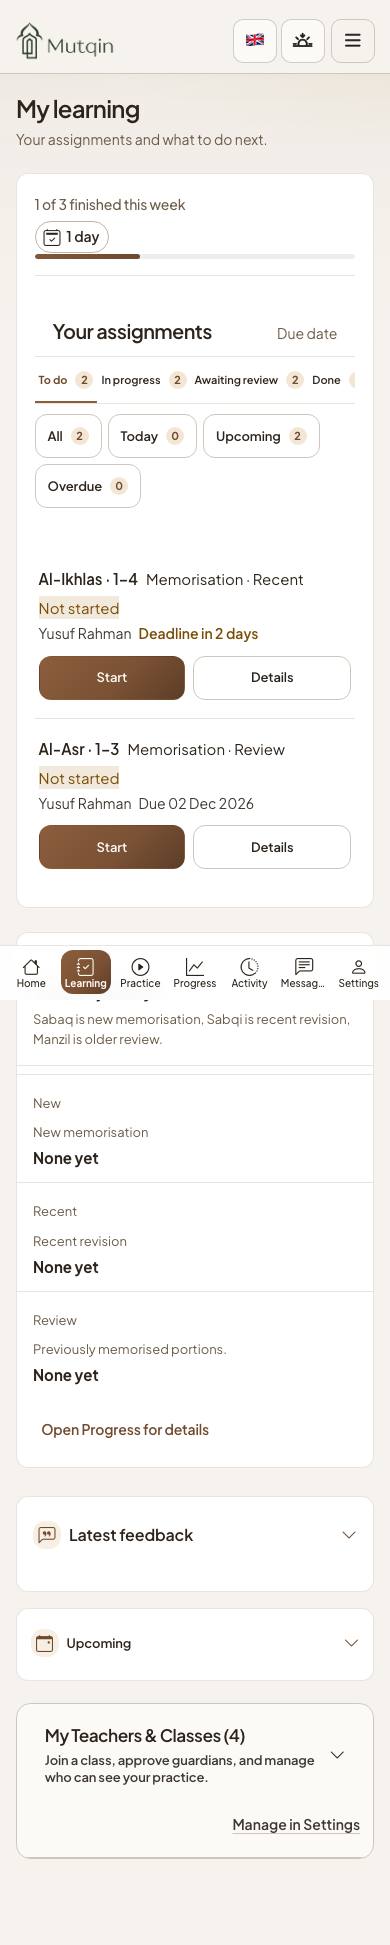 Mutqin
My learning
Your assignments and what to do next.
1 of 3 finished this week
1 day
Your assignments
Due date
To do 2 In progress 2 Awaiting review 2 Done
All 2 Today 0 Upcoming 2
Overdue 0
Al-Ikhlas · 1–4 Memorisation · Recent
Not started
Yusuf Rahman Deadline in 2 days
Start Details
Al-Asr · 1–3 Memorisation · Review
Not started
Yusuf Rahman Due 02 Dec 2026
Start Details
Home Learning Practice Progress Activity Messag... Settings
Sabaq is new memorisation, Sabqi is recent revision,
Manzil is older review.
New
New memorisation
None yet
Recent
Recent revision
None yet
Review
Previously memorised portions.
None yet
Open Progress for details
Latest feedback
Upcoming
My Teachers & Classes (4)
Join a class, approve guardians, and manage
who can see your practice.
Manage in Settings